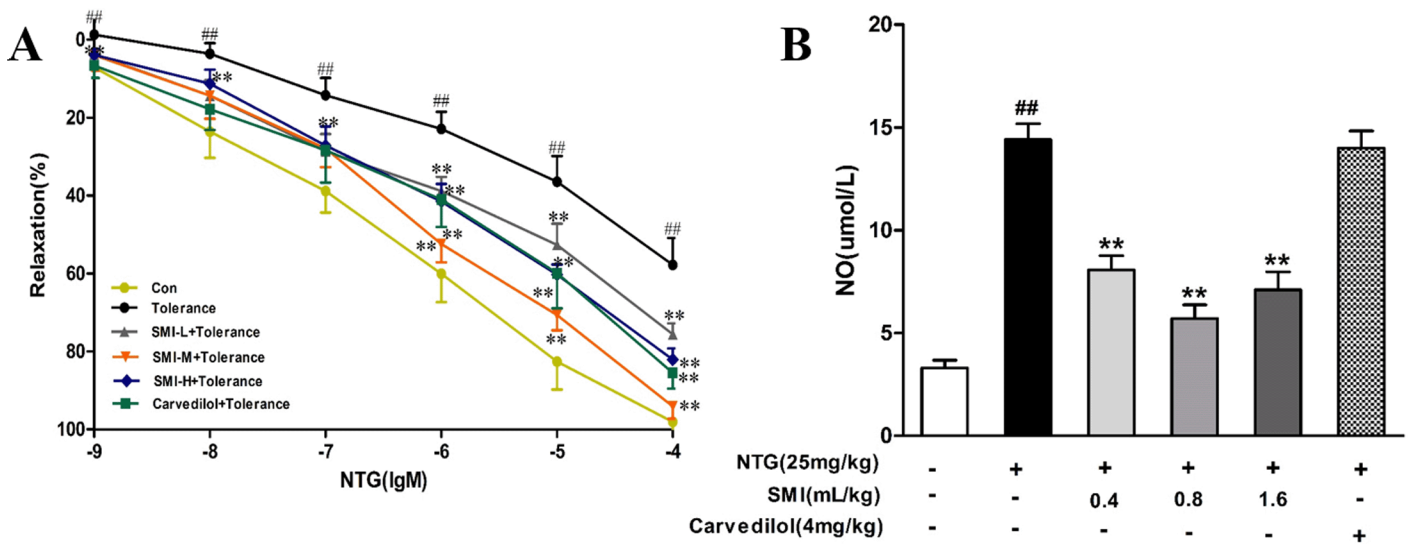 A
B
## ## ## ## ## ##
** ** ** ** ** ** ** ** ** ** ** ** ** ** ** **
0
20
40
60
80
100
Relaxation(%)
Con
Tolerance
SMI-L+Tolerance
SMI-M+Tolerance
SMI-H+Tolerance
Carvedilol+Tolerance
-9 -8 -7 -6 -5 -4
NTG(lgM)
20
15
10
5
0
NO(umol/L)
##
** ** **
NTG(25mg/kg) - + + + + +
SMI(mL/kg) - - 0.4 0.8 1.6 -
Carvedilol(4mg/kg) - - - - - +